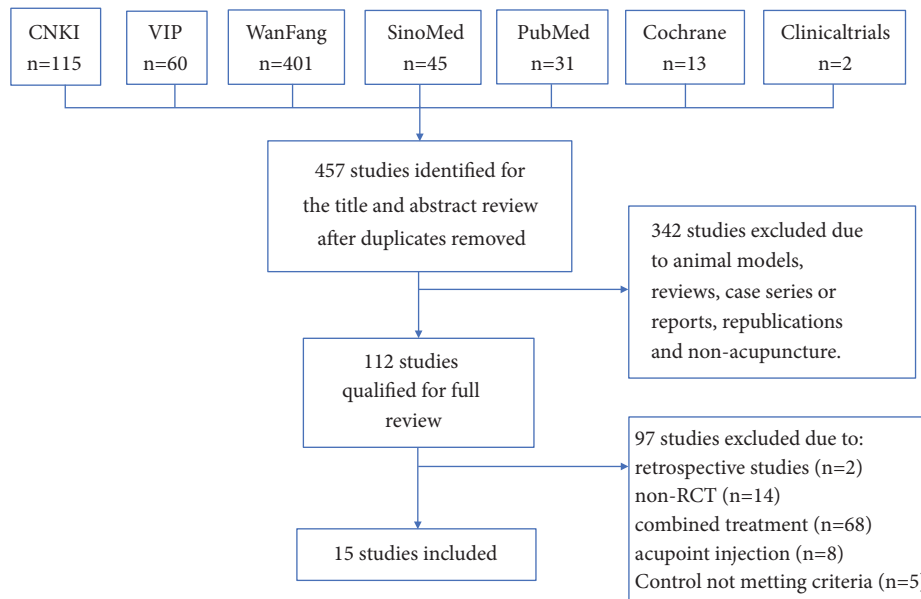 CNKI
n=115
VIP
n=60
WanFang
n=401
SinoMed
n=45
PubMed
n=31
Cochrane
n=13
Clinicaltrials
n=2
457 studies identified for
the title and abstract review
after duplicates removed
342 studies excluded due
to animal models,
reviews, case series or
reports, republications
and non-acupuncture.
112 studies
qualified for full
review
97 studies excluded due to:
retrospective studies (n=2)
non-RCT (n=14)
combined treatment (n=68)
acupoint injection (n=8)
Control not metting criteria (n=5)
15 studies included